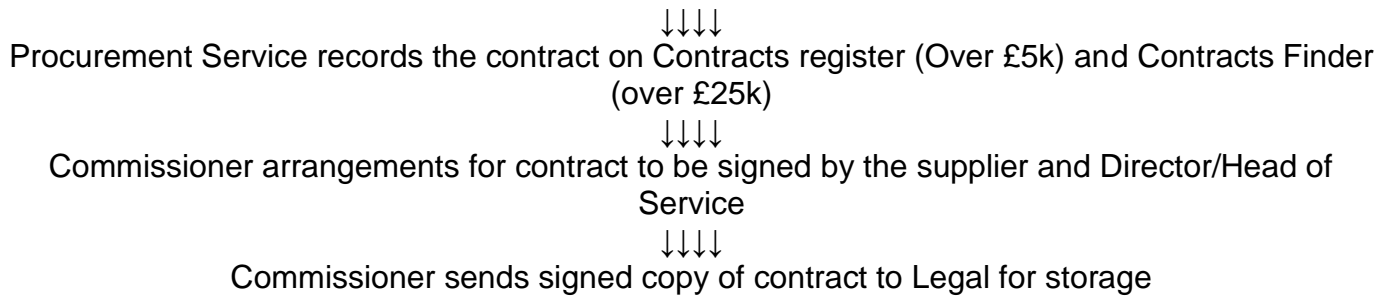 ↓↓↓↓
Procurement Service records the contract on Contracts register (Over £5k) and Contracts Finder
(over £25k)
↓↓↓↓
Commissioner arrangements for contract to be signed by the supplier and Director/Head of
Service
↓↓↓↓
Commissioner sends signed copy of contract to Legal for storage